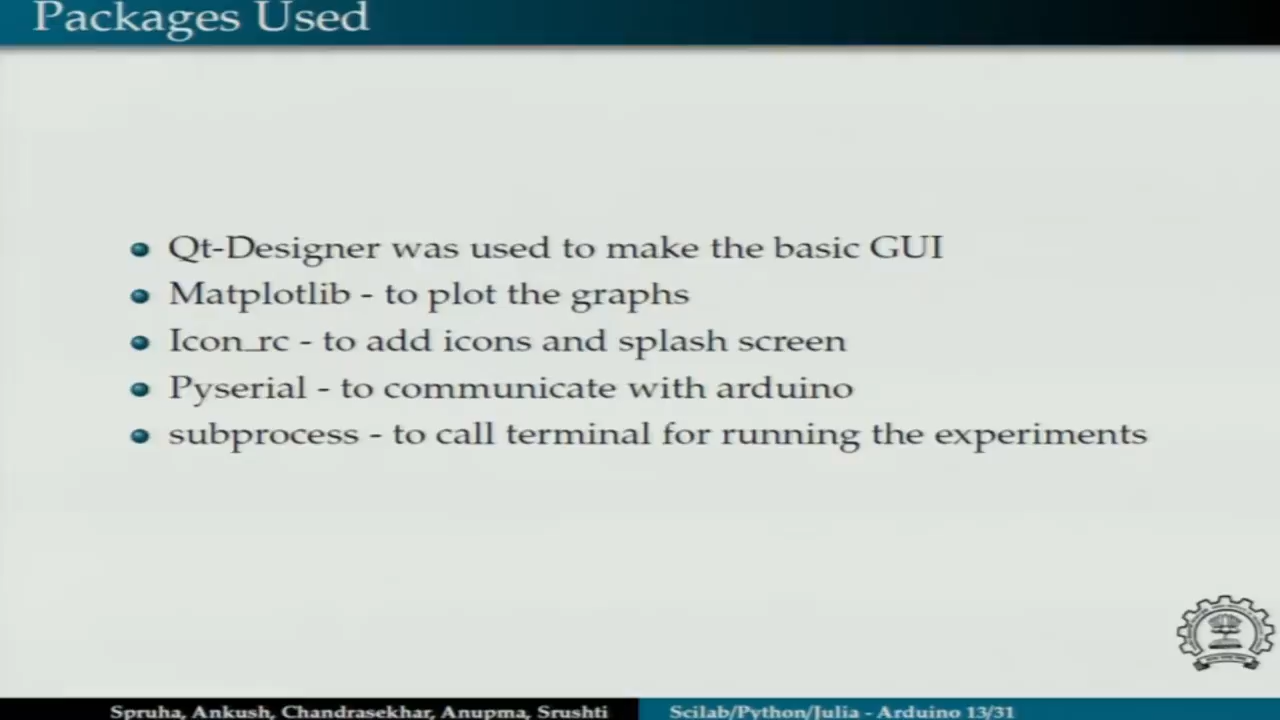 Packages Used
Qt-Designer was used to make the basic GUI
Matplotlib - to plot the graphs
Icon_rc - to add icons and splash screen
Pyserial - to communicate with arduino
subprocess - to call terminal for running the experiments
Spruha, Ankush, Chandrasekhar, Anupma, Srushti
Scilab/Python/Julia - Arduino 13/31